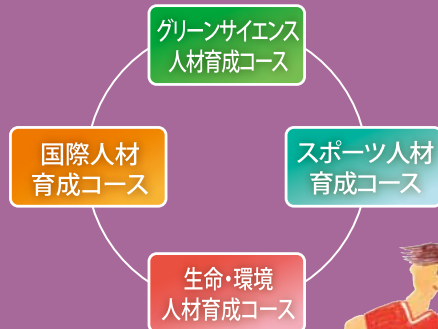 グリーンサイエンス
人材育成コース
国際人材
育成コース
スポーツ人材
育成コース
生命・環境
人材育成コース